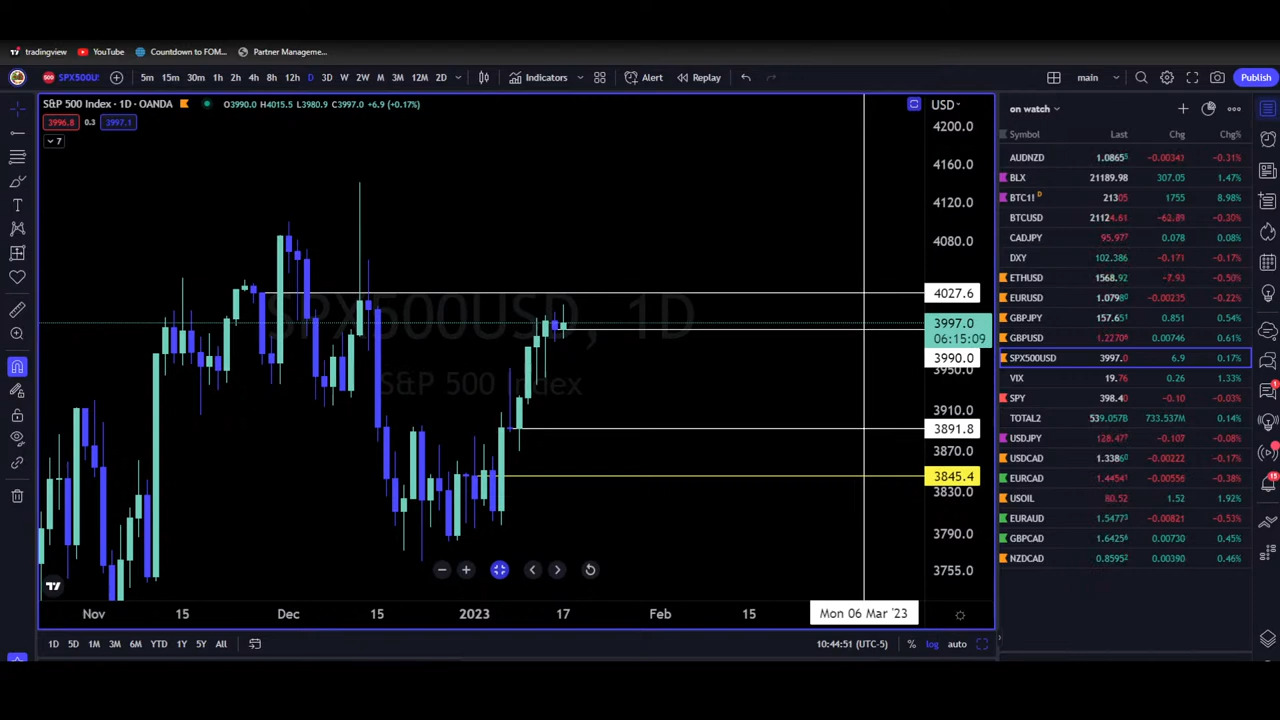 tradingview YouTube Countdown to FOM... Partner Manageme...
SPX500U: 5m 15m 30m 1h 2h 4h 8h 12h D 3D W 2W M 3M 12M 2D Indicators Alert Replay main Publish
S&P 500 Index · 1D · OANDA O3990.0 H4015.5 L3980.9 C3997.0 +6.9 (+0.17%)
3996.8 0.3 3997.1
7
USD
4200.0
4160.0
4120.0
4080.0
4027.6
3997.0
06:15:09
3990.0
3950.0
3910.0
3891.8
3870.0
3845.4
3830.0
3790.0
3755.0
SPX500USD, 1D
S&P 500 Index
Nov 15 Dec 15 2023 17 Feb 15 Mon 06 Mar '23
1D 5D 1M 3M 6M YTD 1Y 5Y All 10:44:51 (UTC-5) % log auto
on watch
Symbol Last Chg Chg%
AUDNZD 1.0865⁵ -0.00341 -0.31%
BLX 21189.98 307.05 1.47%
BTC1! D 21305 1755 8.98%
BTCUSD 21124.61 -62.89 -0.30%
CADJPY 95.97⁷ 0.078 0.08%
DXY 102.386 -0.171 -0.17%
ETHUSD 1568.92 -7.93 -0.50%
EURUSD 1.0798⁰ -0.00235 -0.22%
GBPJPY 157.65¹ 0.851 0.54%
GBPUSD 1.2270⁶ 0.00746 0.61%
SPX500USD 3997.0 6.9 0.17%
VIX 19.76 0.26 1.33%
SPY 398.40 -0.10 -0.03%
TOTAL2 539.057B 733.537M 0.14%
USDJPY 128.47⁷ -0.107 -0.08%
USDCAD 1.3386⁰ -0.00222 -0.17%
EURCAD 1.4454¹ -0.00556 -0.38%
USOIL 80.52 1.52 1.92%
EURAUD 1.5477³ -0.00821 -0.53%
GBPCAD 1.6425⁶ 0.00730 0.45%
NZDCAD 0.8595² 0.00390 0.46%